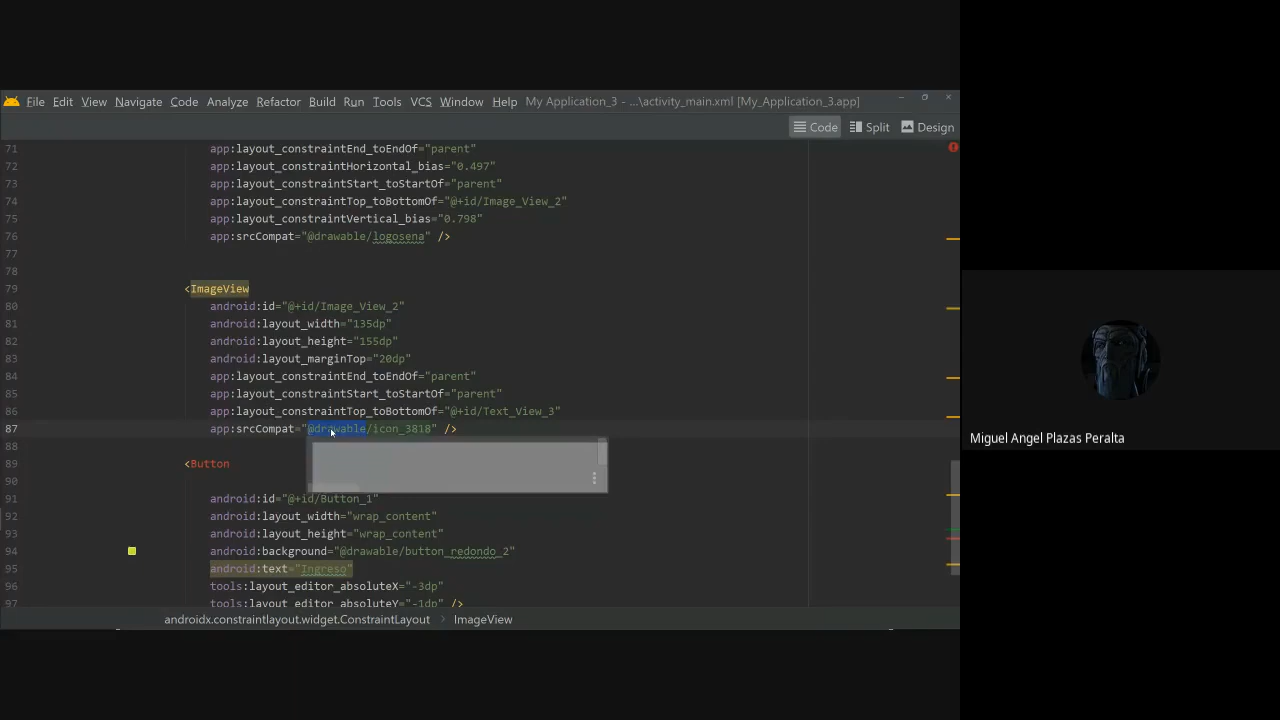 File Edit View Navigate Code Analyze Refactor Build Run Tools VCS Window Help My Application_3 - ...\activity_main.xml [My_Application_3.app]
Code Split Design
71 app:layout_constraintEnd_toEndOf="parent"
72 app:layout_constraintHorizontal_bias="0.497"
73 app:layout_constraintStart_toStartOf="parent"
74 app:layout_constraintTop_toBottomOf="@+id/Image_View_2"
75 app:layout_constraintVertical_bias="0.798"
76 app:srcCompat="@drawable/logosena" />
77
78
79 <ImageView
80 android:id="@+id/Image_View_2"
81 android:layout_width="135dp"
82 android:layout_height="155dp"
83 android:layout_marginTop="20dp"
84 app:layout_constraintEnd_toEndOf="parent"
85 app:layout_constraintStart_toStartOf="parent"
86 app:layout_constraintTop_toBottomOf="@+id/Text_View_3"
87 app:srcCompat="@drawable/icon_3818" />
88
89 <Button
90
91 android:id="@+id/Button_1"
92 android:layout_width="wrap_content"
93 android:layout_height="wrap_content"
94 android:background="@drawable/button_redondo_2"
95 android:text="Ingreso"
96 tools:layout_editor_absoluteX="-3dp"
97 tools:layout_editor_absoluteY="-1dp" />
androidx.constraintlayout.widget.ConstraintLayout > ImageView
Miguel Angel Plazas Peralta